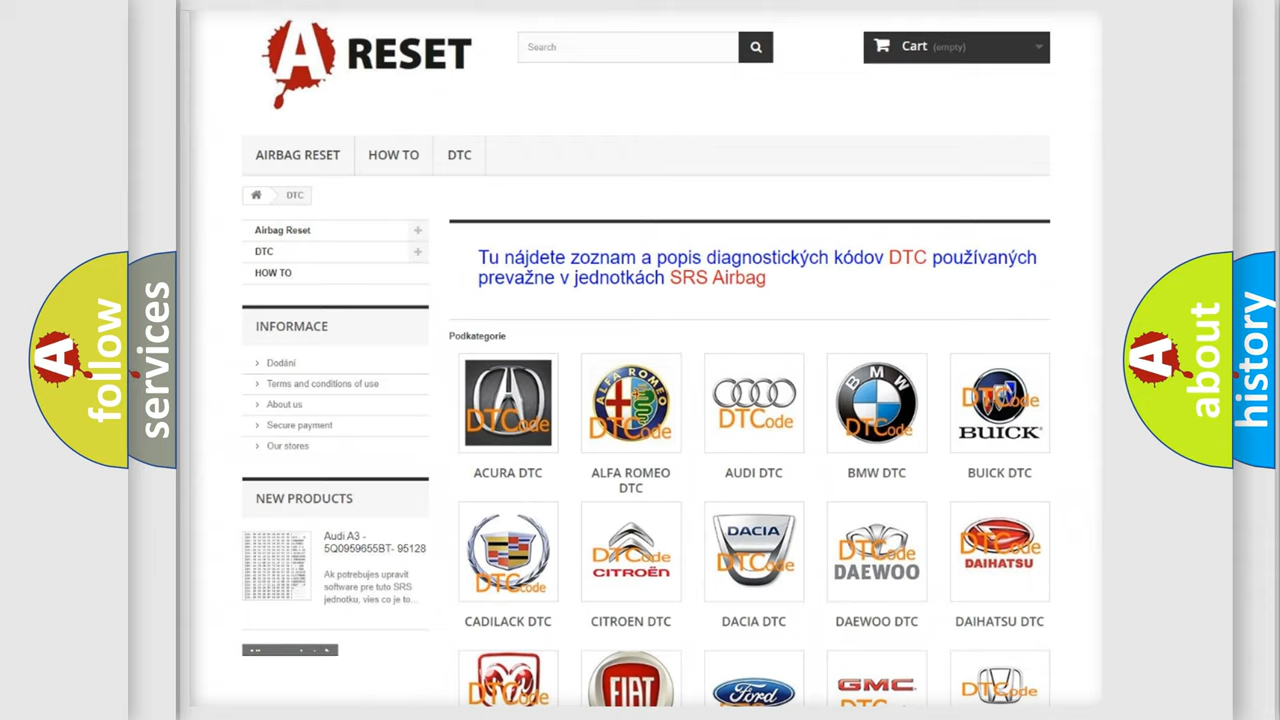 A RESET
Search
Cart (empty)
AIRBAG RESET
HOW TO
DTC
DTC
Airbag Reset
DTC
HOW TO
Tu nájdete zoznam a popis diagnostických kódov DTC používaných
prevažne v jednotkách SRS Airbag
INFORMACE
Dodání
Terms and conditions of use
About us
Secure payment
Our stores
NEW PRODUCTS
Audi A3 -
5Q0959655BT- 95128
Ak potrebujes upravit
software pre tuto SRS
jednotku, vies co je to...
Podkategorie
DTCode
ALFA ROMEO
DTCode
DTCode
BMW
DTCode
DTCode
BUICK
ACURA DTC
ALFA ROMEO
DTC
AUDI DTC
BMW DTC
BUICK DTC
DTCode
DTCode
CITROËN
DACIA
DTCode
DTCode
DAEWOO
DTCode
DAIHATSU
CADILACK DTC
CITROEN DTC
DACIA DTC
DAEWOO DTC
DAIHATSU DTC
DTCode
FIAT
Ford
GMC
DTCode
A follow
services
A about
history